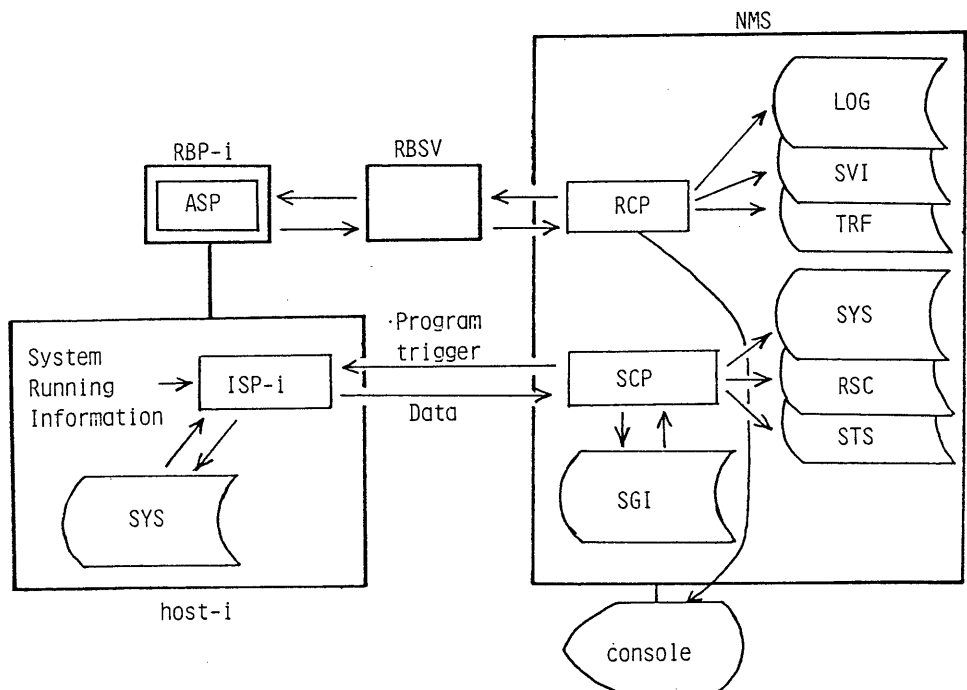 NMS
LOG
RBP-i
RBSV
SVI
ASP
RCP
TRF
SYS
Program
trigger
System
Running
Information
ISP-i
SCP
RSC
Data
STS
SYS
SGI
host-i
console